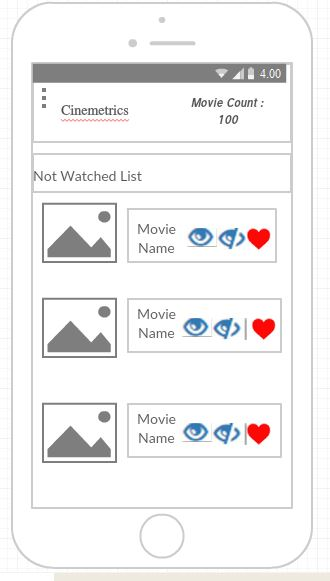 4.00
Cinemetrics
Movie Count :
100
Not Watched List
Movie
Name
Movie
Name
Movie
Name